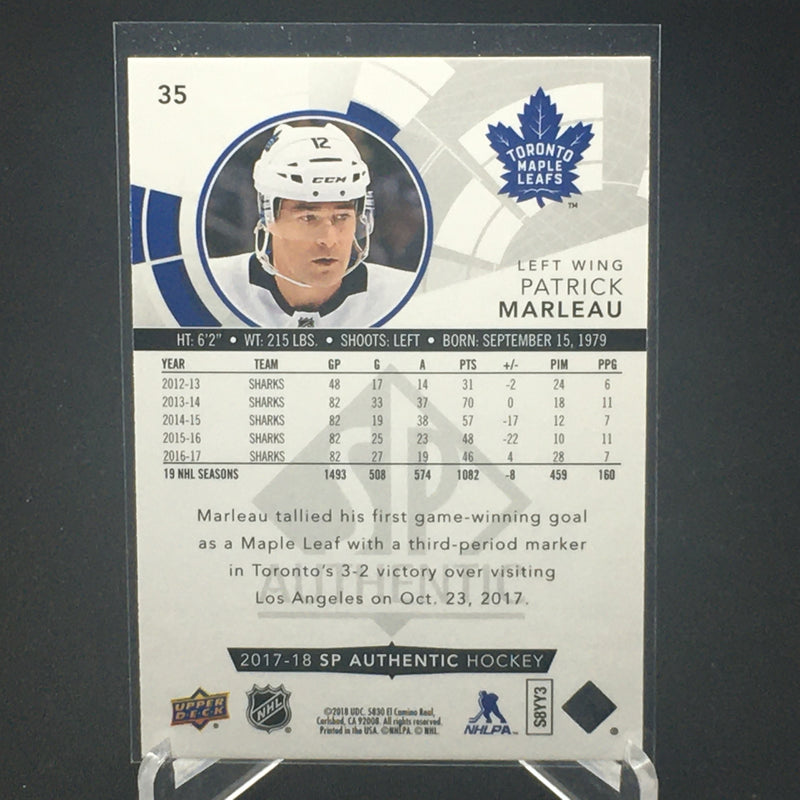 35
12
CCM
TORONTO
MAPLE
LEAFS
TM
LEFT WING
PATRICK
MARLEAU
HT: 6'2" • WT: 215 LBS. • SHOOTS: LEFT • BORN: SEPTEMBER 15, 1979
YEAR TEAM GP G A PTS +/- PIM PPG
2012-13 SHARKS 48 17 14 31 -2 24 6
2013-14 SHARKS 82 33 37 70 0 18 11
2014-15 SHARKS 82 19 38 57 -17 12 7
2015-16 SHARKS 82 25 23 48 -22 10 11
2016-17 SHARKS 82 27 19 46 4 28 7
19 NHL SEASONS 1493 508 574 1082 -8 459 160
SP
AUTHENTIC
Marleau tallied his first game-winning goal
as a Maple Leaf with a third-period marker
in Toronto's 3-2 victory over visiting
Los Angeles on Oct. 23, 2017.
2017-18 SP AUTHENTIC HOCKEY
UPPER
DECK
NHL
©2018 UDC. 5830 El Camino Real,
Carlsbad, CA 92008. All rights reserved.
Printed in the USA. ©NHLPA. © NHL.
NHLPA
S8YY3